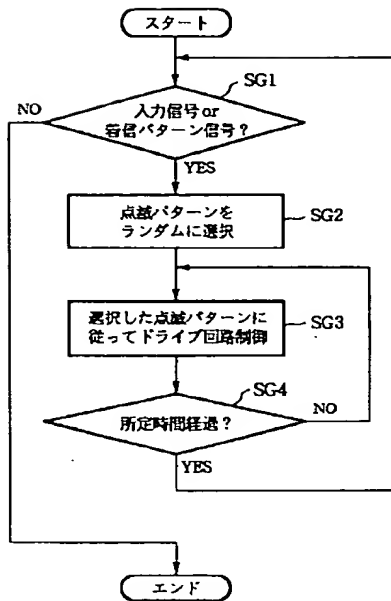 スタート
SG1
NO
入力信号or
着信パターン信号?
YES
点滅パターンを
ランダムに選択
SG2
選択した点滅パターンに
従ってドライブ回路制御
SG3
SG4
所定時間経過?
NO
YES
エンド